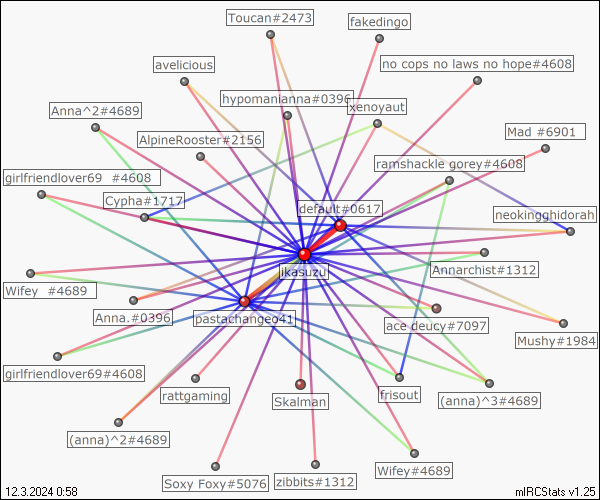 Toucan#2473
fakedingo
avelicious
no cops no laws no hope#4608
hypomanianna#0396
Anna^2#4689
xenoyaut
AlpineRooster#2156
Mad #6901
ramshackle gorey#4608
girlfriendlover69 #4608
Cypha#1717
default#0617
neokingghidorah
jikasuzu
Annarchist#1312
Wifey #4689
Anna.#0396
pastachangeo41
ace deucy#7097
Mushy#1984
girlfriendlover69#4608
rattgaming
Skalman
frisout
(anna)^3#4689
(anna)^2#4689
Soxy Foxy#5076
zibbits#1312
Wifey#4689
12.3.2024 0:58
mIRCStats v1.25